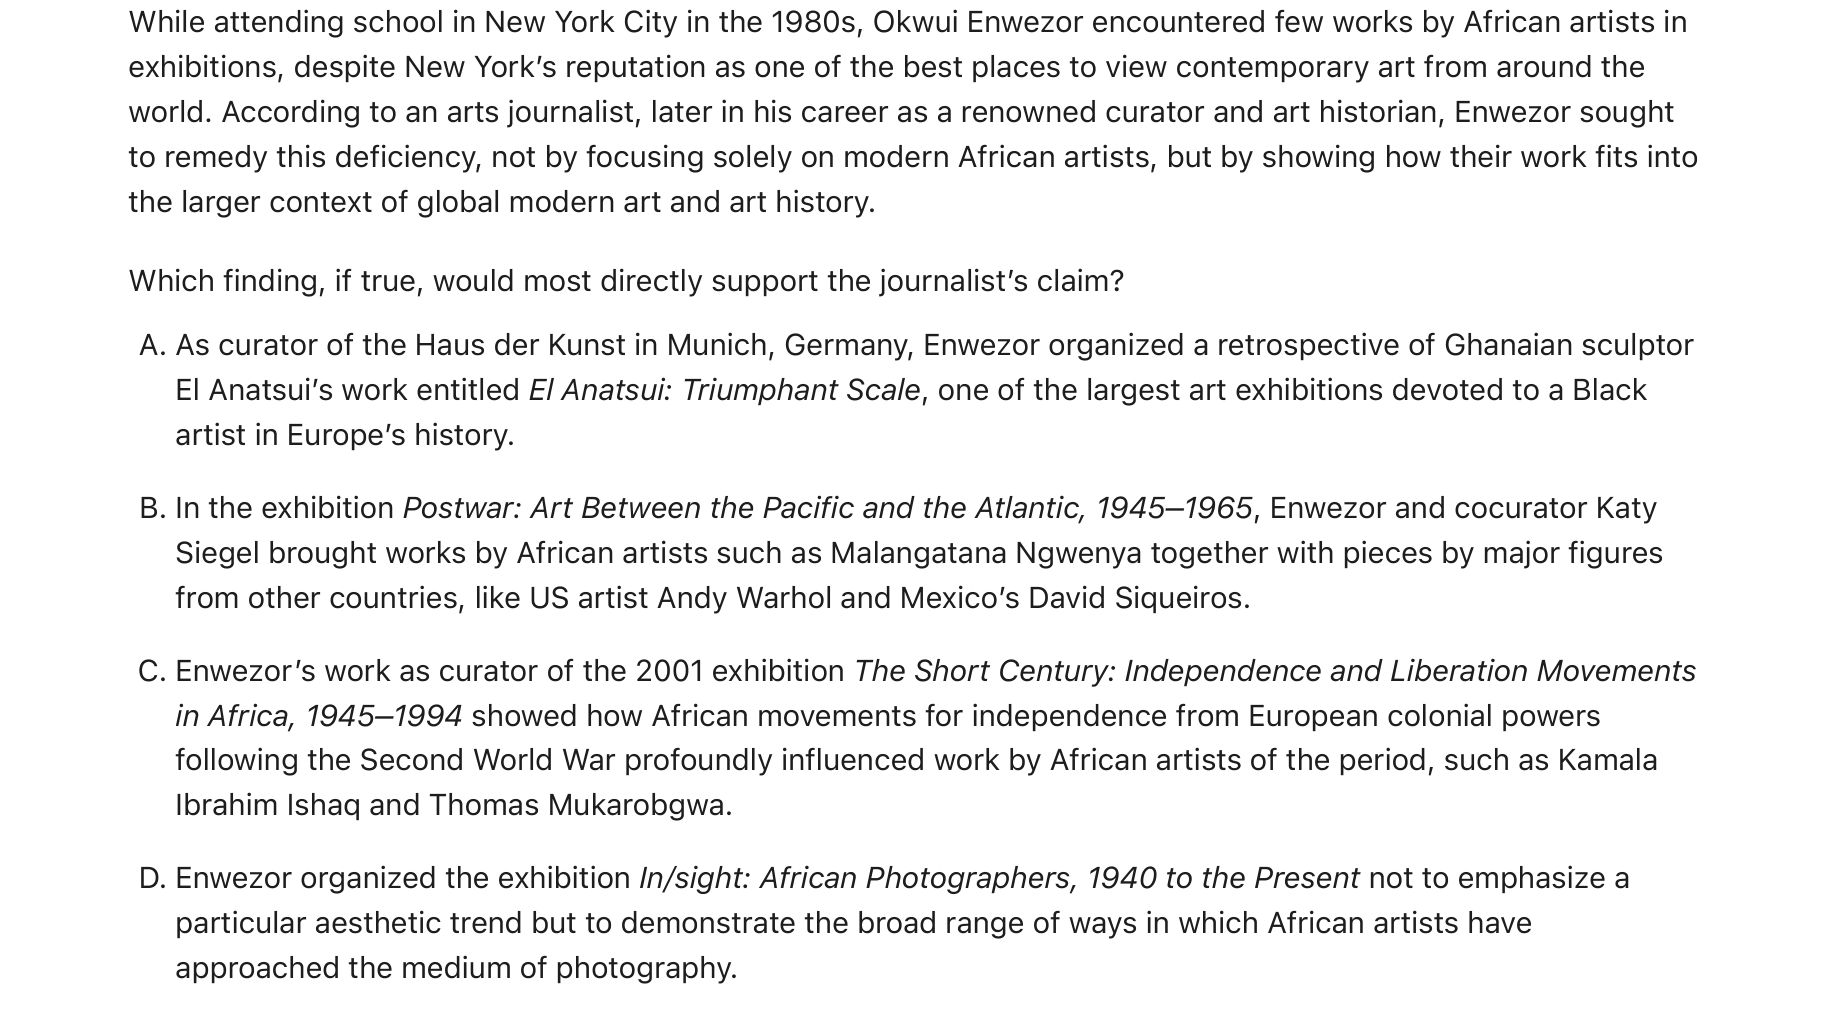 While attending school in New York City in the 1980s, Okwui Enwezor encountered few works by African artists in
exhibitions, despite New York’s reputation as one of the best places to view contemporary art from around the
world. According to an arts journalist, later in his career as a renowned curator and art historian, Enwezor sought
to remedy this deficiency, not by focusing solely on modern African artists, but by showing how their work fits into
the larger context of global modern art and art history.
Which finding, if true, would most directly support the journalist’s claim?
A. As curator of the Haus der Kunst in Munich, Germany, Enwezor organized a retrospective of Ghanaian sculptor
El Anatsui’s work entitled El Anatsui: Triumphant Scale, one of the largest art exhibitions devoted to a Black
artist in Europe’s history.
B. In the exhibition Postwar: Art Between the Pacific and the Atlantic, 1945–1965, Enwezor and cocurator Katy
Siegel brought works by African artists such as Malangatana Ngwenya together with pieces by major figures
from other countries, like US artist Andy Warhol and Mexico’s David Siqueiros.
C. Enwezor’s work as curator of the 2001 exhibition The Short Century: Independence and Liberation Movements
in Africa, 1945–1994 showed how African movements for independence from European colonial powers
following the Second World War profoundly influenced work by African artists of the period, such as Kamala
Ibrahim Ishaq and Thomas Mukarobgwa.
D. Enwezor organized the exhibition In/sight: African Photographers, 1940 to the Present not to emphasize a
particular aesthetic trend but to demonstrate the broad range of ways in which African artists have
approached the medium of photography.